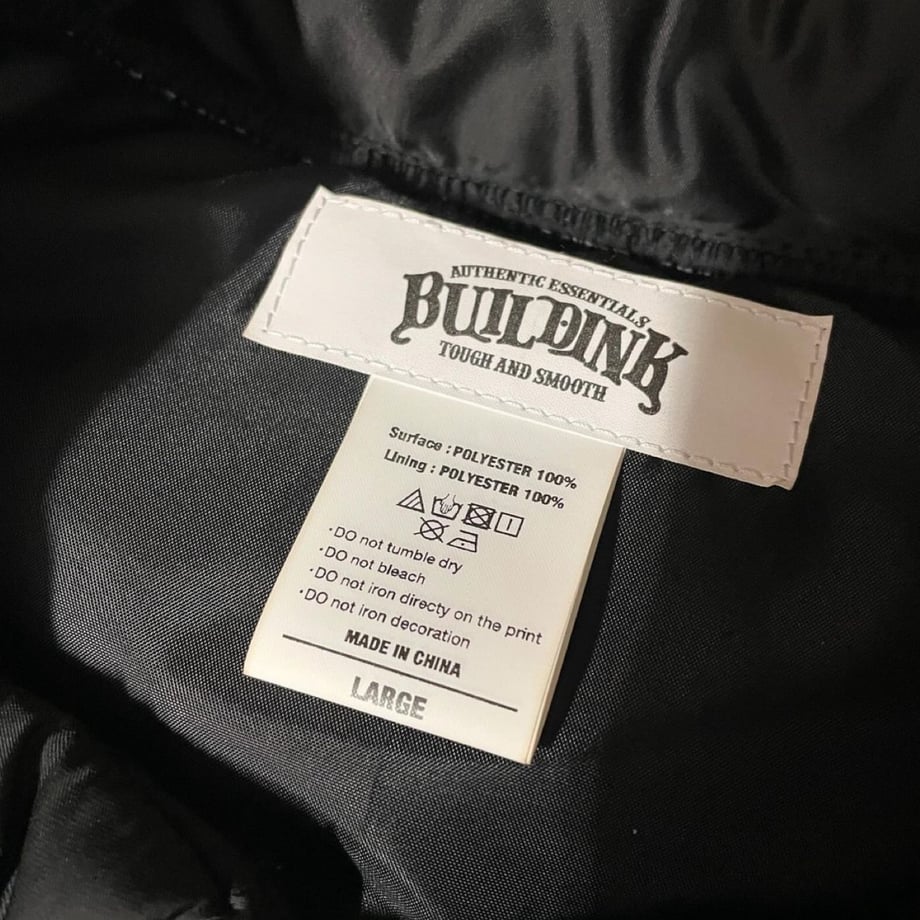 AUTHENTIC ESSENTIALS
BUILDINK
TOUGH AND SMOOTH
Surface : POLYESTER 100%
Lining : POLYESTER 100%
·DO not tumble dry
·DO not bleach
·DO not iron directy on the print
·DO not iron decoration
MADE IN CHINA
LARGE